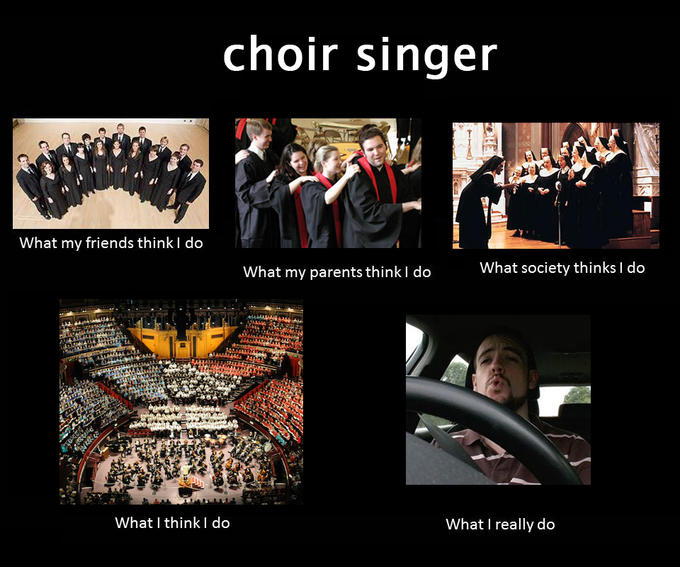 choir singer
What my friends think I do
What my parents think I do
What society thinks I do
What I think I do
What I really do